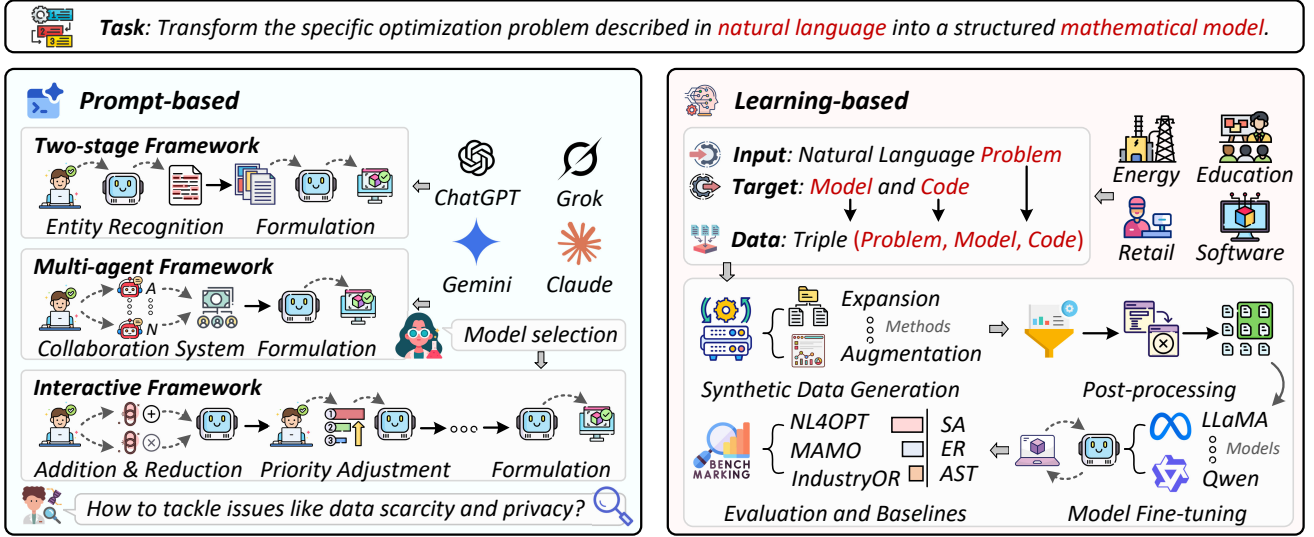 Task: Transform the specific optimization problem described in natural language into a structured mathematical model.
Prompt-based
Two-stage Framework
Entity Recognition
Formulation
Multi-agent Framework
A
N
Collaboration System
Formulation
ChatGPT
Grok
Gemini
Claude
Model selection
Interactive Framework
Addition & Reduction
1
2
3
Priority Adjustment
Formulation
How to tackle issues like data scarcity and privacy?
Learning-based
Input: Natural Language Problem
Target: Model and Code
Data: Triple (Problem, Model, Code)
Energy
Education
Retail
Software
Expansion
Methods
Augmentation
Synthetic Data Generation
Post-processing
BENCH
MARKING
NL4OPT
MAMO
IndustryOR
SA
ER
AST
Evaluation and Baselines
LLaMA
Models
Qwen
Model Fine-tuning